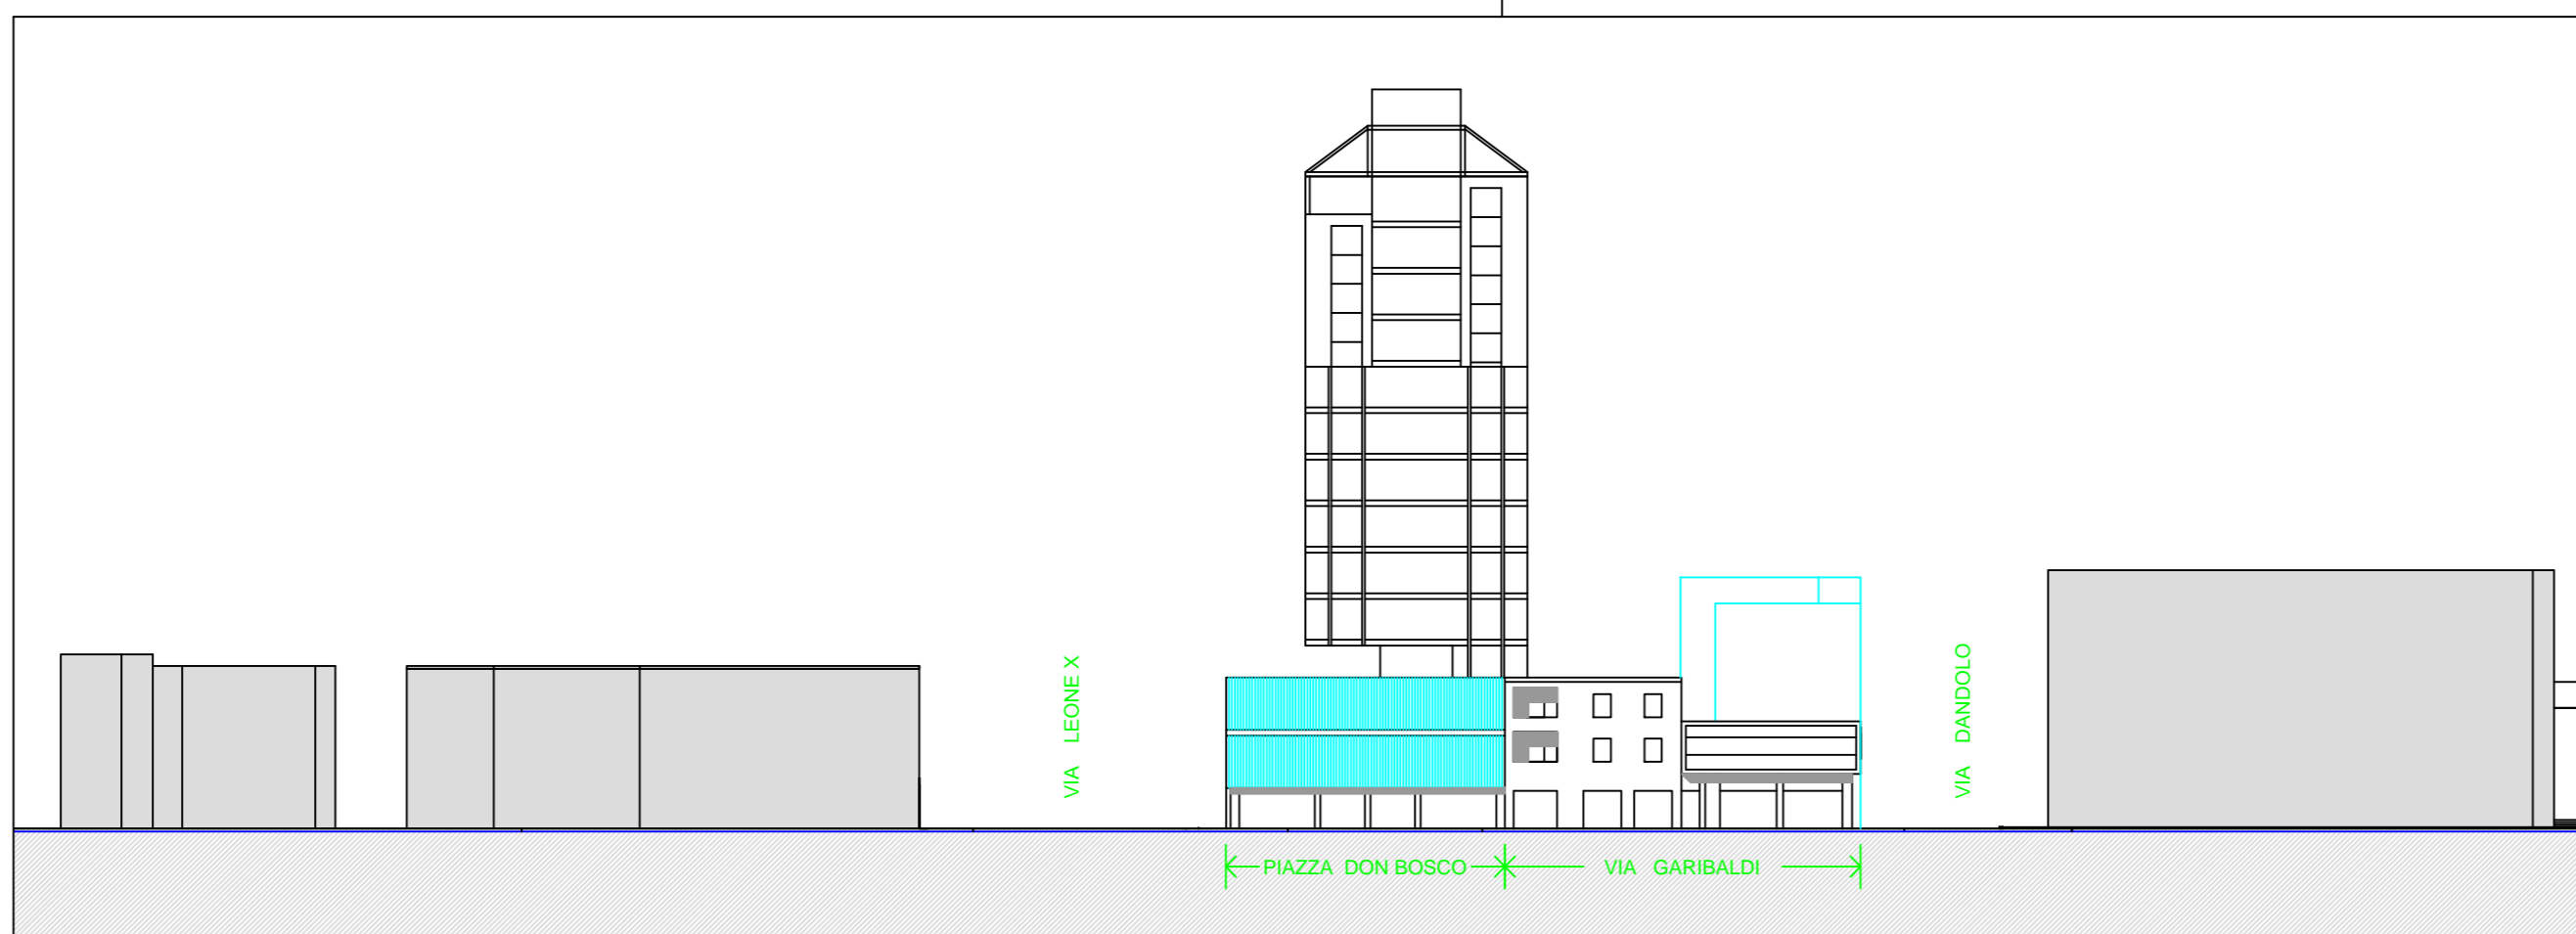 VIA LEONE X
VIA DANDOLO
PIAZZA DON BOSCO
VIA GARIBALDI